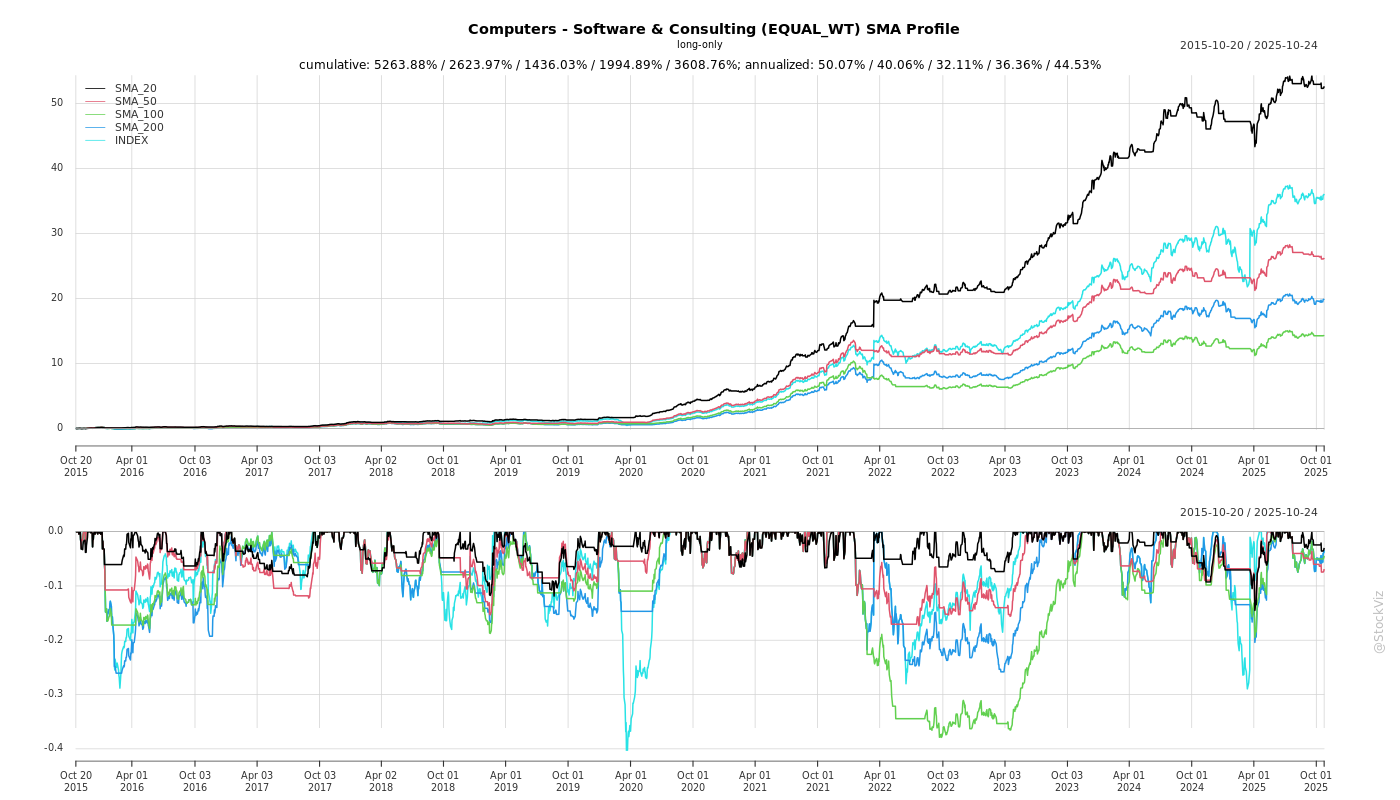 Computers - Software & Consulting (EQUAL_WT) SMA Profile
long-only
2015-10-20 / 2025-10-24
cumulative: 5263.88% / 2623.97% / 1436.03% / 1994.89% / 3608.76%; annualized: 50.07% / 40.06% / 32.11% / 36.36% / 44.53%
SMA_20
SMA_50
SMA_100
SMA_200
INDEX
50
40
30
20
10
0
Oct 20 Apr 01 Oct 03 Apr 03 Oct 03 Apr 02 Oct 01 Apr 01 Oct 01 Apr 01 Oct 01 Apr 01 Oct 01 Apr 01 Oct 03 Apr 03 Oct 03 Apr 01 Oct 01 Apr 01 Oct 01
2015 2016 2016 2017 2017 2018 2018 2019 2019 2020 2020 2021 2021 2022 2022 2023 2023 2024 2024 2025 2025
2015-10-20 / 2025-10-24
0.0
-0.1
-0.2
-0.3
-0.4
Oct 20 Apr 01 Oct 03 Apr 03 Oct 03 Apr 02 Oct 01 Apr 01 Oct 01 Apr 01 Oct 01 Apr 01 Oct 01 Apr 01 Oct 03 Apr 03 Oct 03 Apr 01 Oct 01 Apr 01 Oct 01
2015 2016 2016 2017 2017 2018 2018 2019 2019 2020 2020 2021 2021 2022 2022 2023 2023 2024 2024 2025 2025
@StockViz